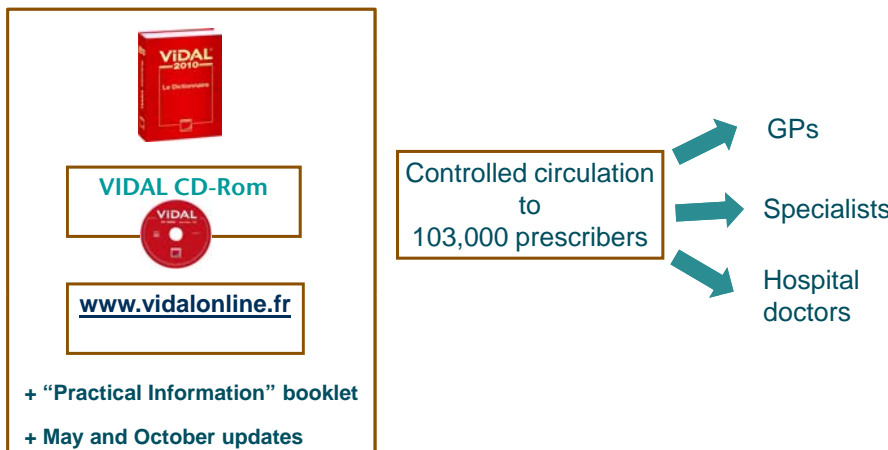 ViDAL
2010
Le Dictionnaire
VIDAL CD-Rom
ViDAL
www.vidalonline.fr
+ “Practical Information” booklet
+ May and October updates
Controlled circulation
to
103,000 prescribers
GPs
Specialists
Hospital
doctors